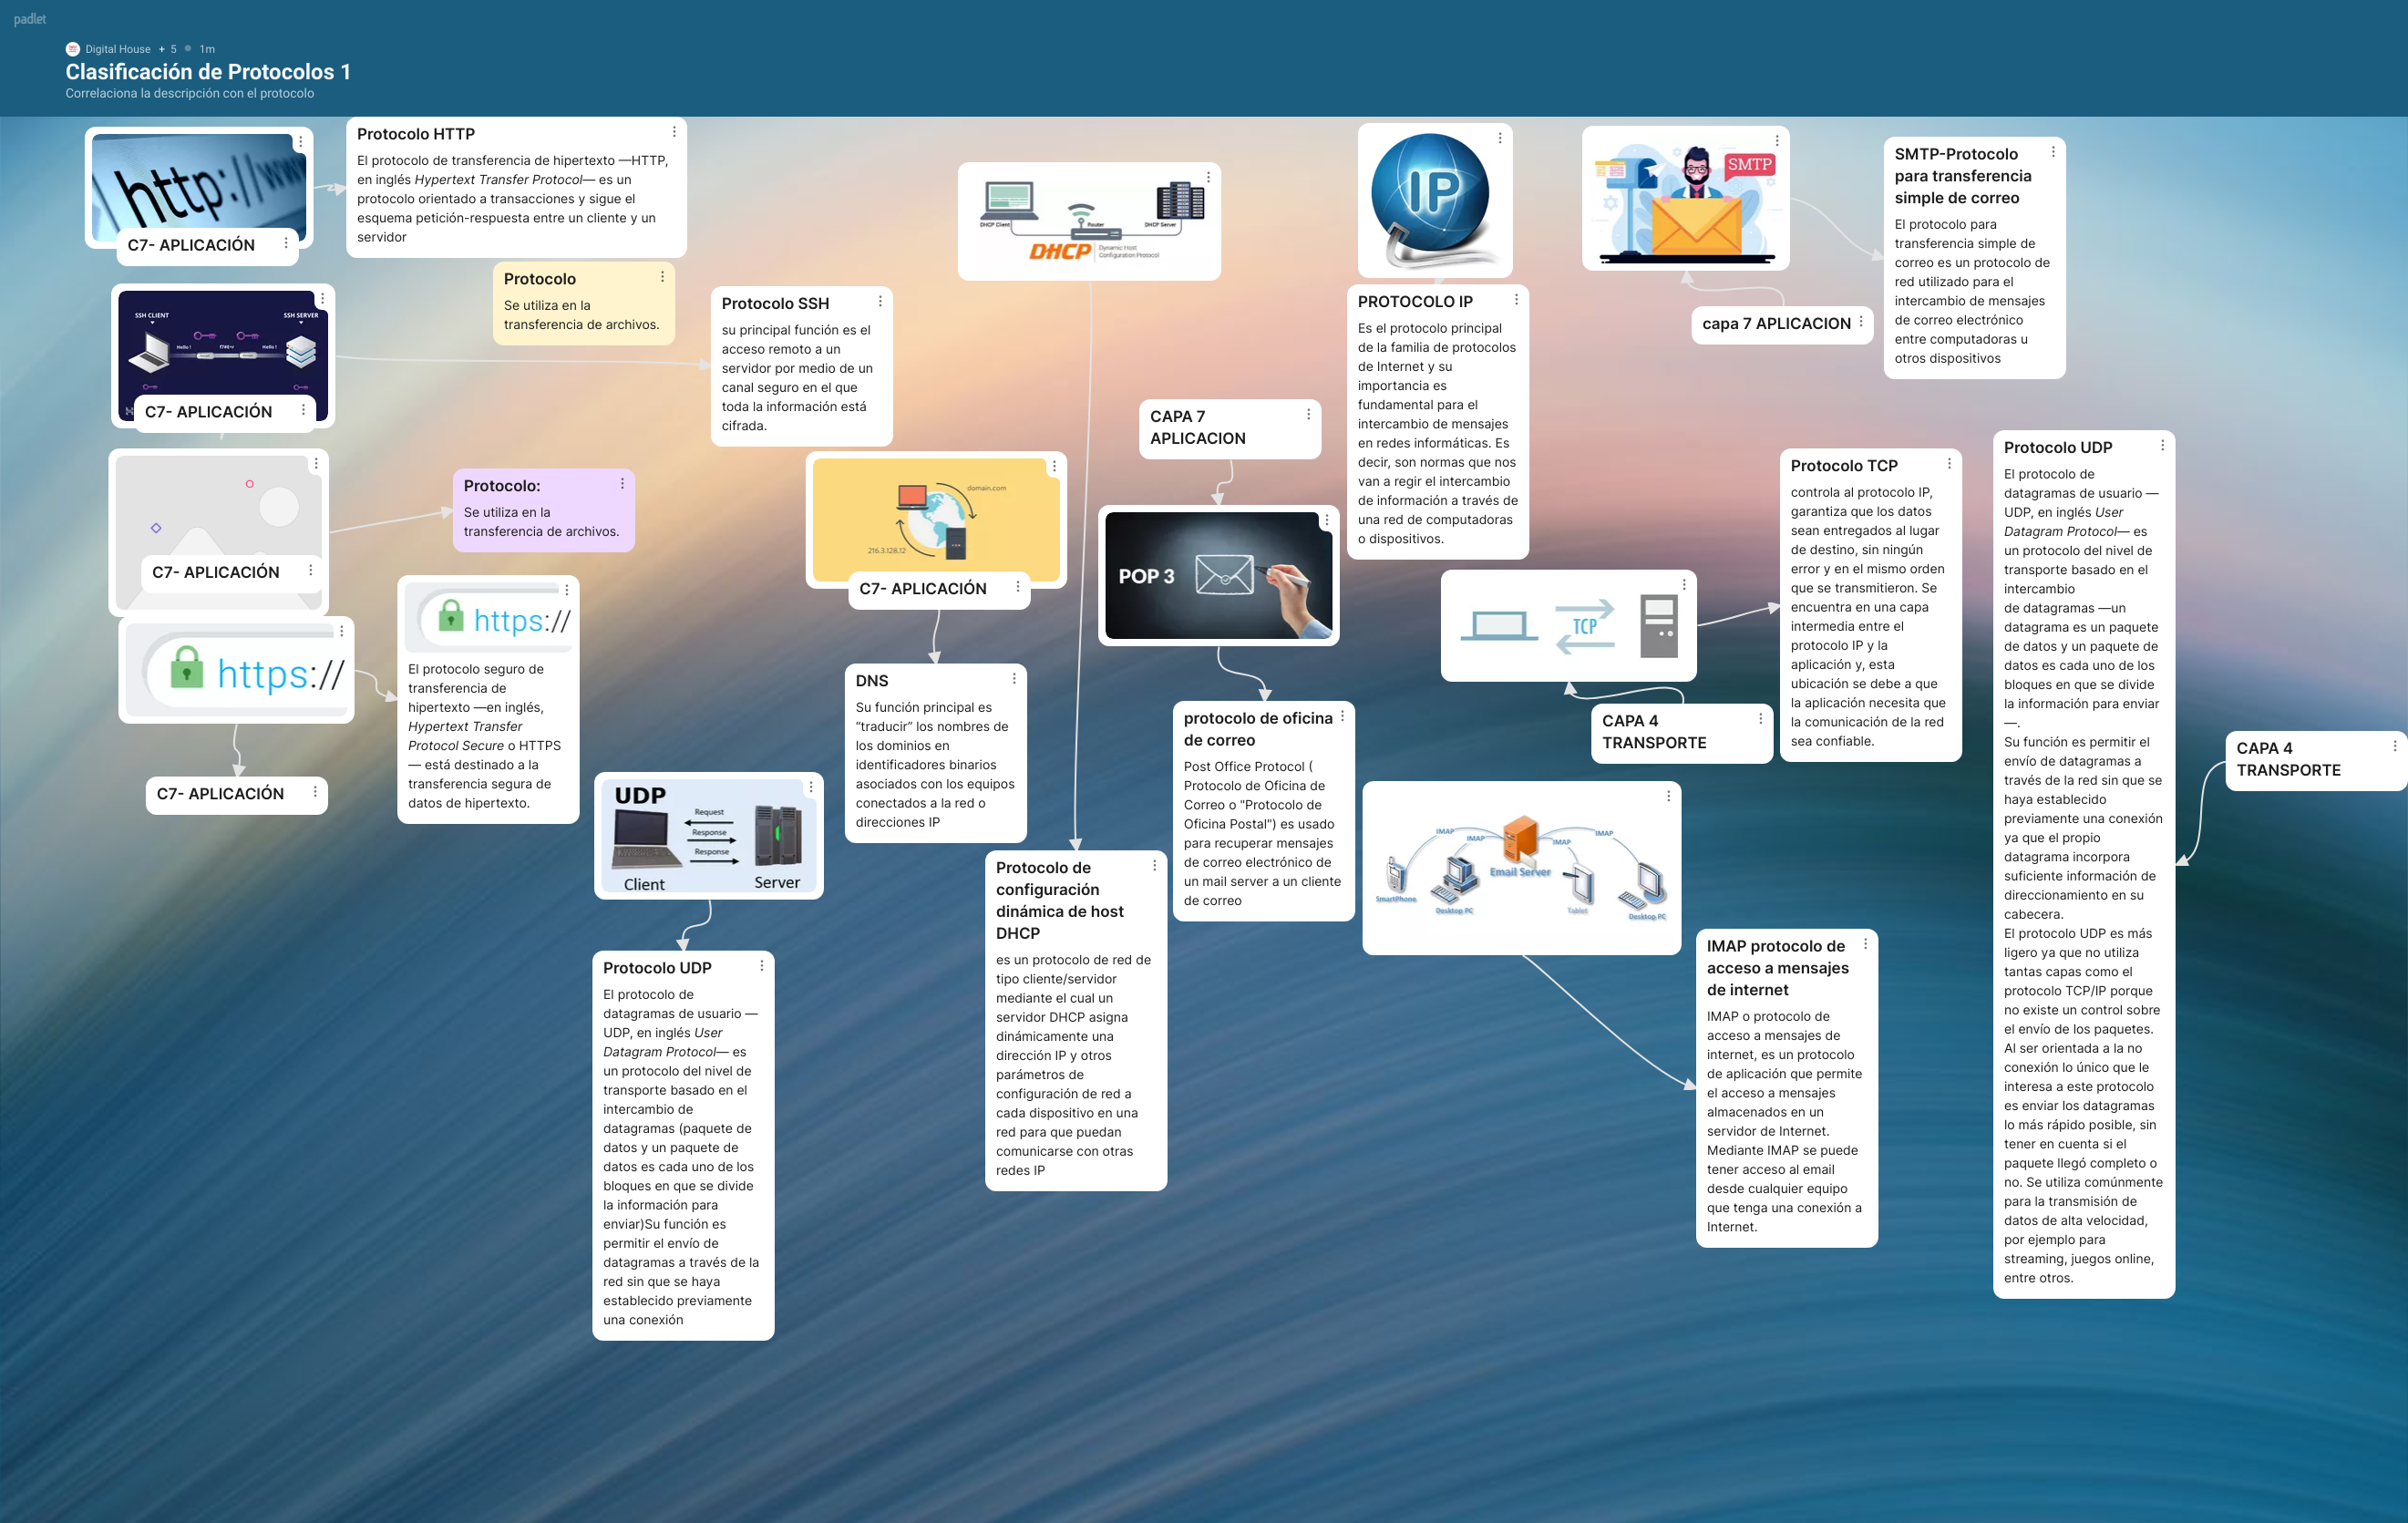 padlet
Digital House + 5 • 1m
Clasificación de Protocolos 1
Correlaciona la descripción con el protocolo
http://www
C7- APLICACIÓN
Protocolo HTTP
El protocolo de transferencia de hipertexto —HTTP,
en inglés Hypertext Transfer Protocol— es un
protocolo orientado a transacciones y sigue el
esquema petición-respuesta entre un cliente y un
servidor
Protocolo
Se utiliza en la
transferencia de archivos.
SSH CLIENT
SSH SERVER
Hello !
Hello !
C7- APLICACIÓN
Protocolo SSH
su principal función es el
acceso remoto a un
servidor por medio de un
canal seguro en el que
toda la información está
cifrada.
C7- APLICACIÓN
Protocolo:
Se utiliza en la
transferencia de archivos.
https://
C7- APLICACIÓN
https://
El protocolo seguro de
transferencia de
hipertexto —en inglés,
Hypertext Transfer
Protocol Secure o HTTPS
— está destinado a la
transferencia segura de
datos de hipertexto.
UDP
Request
Response
Response
Client
Server
Protocolo UDP
El protocolo de
datagramas de usuario —
UDP, en inglés User
Datagram Protocol— es
un protocolo del nivel de
transporte basado en el
intercambio de
datagramas (paquete de
datos y un paquete de
datos es cada uno de los
bloques en que se divide
la información para
enviar)Su función es
permitir el envío de
datagramas a través de la
red sin que se haya
establecido previamente
una conexión
domain.com
216.3.128.12
C7- APLICACIÓN
DNS
Su función principal es
“traducir” los nombres de
los dominios en
identificadores binarios
asociados con los equipos
conectados a la red o
direcciones IP
DHCP Client
Router
DHCP Server
DHCP
Dynamic Host
Configuration Protocol
Protocolo de
configuración
dinámica de host
DHCP
es un protocolo de red de
tipo cliente/servidor
mediante el cual un
servidor DHCP asigna
dinámicamente una
dirección IP y otros
parámetros de
configuración de red a
cada dispositivo en una
red para que puedan
comunicarse con otras
redes IP
CAPA 7
APLICACION
POP 3
protocolo de oficina
de correo
Post Office Protocol (
Protocolo de Oficina de
Correo o "Protocolo de
Oficina Postal") es usado
para recuperar mensajes
de correo electrónico de
un mail server a un cliente
de correo
IP
PROTOCOLO IP
Es el protocolo principal
de la familia de protocolos
de Internet y su
importancia es
fundamental para el
intercambio de mensajes
en redes informáticas. Es
decir, son normas que nos
van a regir el intercambio
de información a través de
una red de computadoras
o dispositivos.
SMTP
capa 7 APLICACION
SMTP-Protocolo
para transferencia
simple de correo
El protocolo para
transferencia simple de
correo es un protocolo de
red utilizado para el
intercambio de mensajes
de correo electrónico
entre computadoras u
otros dispositivos
TCP
CAPA 4
TRANSPORTE
Protocolo TCP
controla al protocolo IP,
garantiza que los datos
sean entregados al lugar
de destino, sin ningún
error y en el mismo orden
que se transmitieron. Se
encuentra en una capa
intermedia entre el
protocolo IP y la
aplicación y, esta
ubicación se debe a que
la aplicación necesita que
la comunicación de la red
sea confiable.
IMAP
IMAP
IMAP
IMAP
Email Server
SmartPhone
Desktop PC
Tablet
Desktop PC
IMAP protocolo de
acceso a mensajes
de internet
IMAP o protocolo de
acceso a mensajes de
internet, es un protocolo
de aplicación que permite
el acceso a mensajes
almacenados en un
servidor de Internet.
Mediante IMAP se puede
tener acceso al email
desde cualquier equipo
que tenga una conexión a
Internet.
Protocolo UDP
El protocolo de
datagramas de usuario —
UDP, en inglés User
Datagram Protocol— es
un protocolo del nivel de
transporte basado en el
intercambio
de datagramas —un
datagrama es un paquete
de datos y un paquete de
datos es cada uno de los
bloques en que se divide
la información para enviar
—.
Su función es permitir el
envío de datagramas a
través de la red sin que se
haya establecido
previamente una conexión
ya que el propio
datagrama incorpora
suficiente información de
direccionamiento en su
cabecera.
El protocolo UDP es más
ligero ya que no utiliza
tantas capas como el
protocolo TCP/IP porque
no existe un control sobre
el envío de los paquetes.
Al ser orientada a la no
conexión lo único que le
interesa a este protocolo
es enviar los datagramas
lo más rápido posible, sin
tener en cuenta si el
paquete llegó completo o
no. Se utiliza comúnmente
para la transmisión de
datos de alta velocidad,
por ejemplo para
streaming, juegos online,
entre otros.
CAPA 4
TRANSPORTE